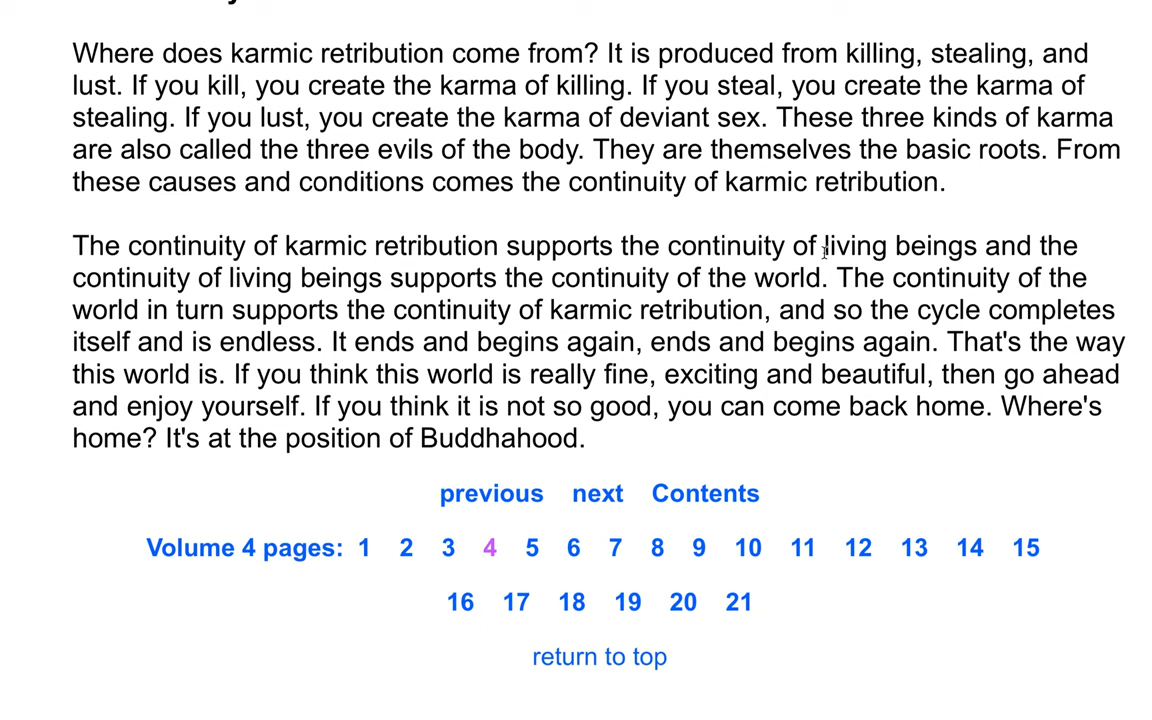 Where does karmic retribution come from? It is produced from killing, stealing, and
lust. If you kill, you create the karma of killing. If you steal, you create the karma of
stealing. If you lust, you create the karma of deviant sex. These three kinds of karma
are also called the three evils of the body. They are themselves the basic roots. From
these causes and conditions comes the continuity of karmic retribution.
The continuity of karmic retribution supports the continuity of living beings and the
continuity of living beings supports the continuity of the world. The continuity of the
world in turn supports the continuity of karmic retribution, and so the cycle completes
itself and is endless. It ends and begins again, ends and begins again. That's the way
this world is. If you think this world is really fine, exciting and beautiful, then go ahead
and enjoy yourself. If you think it is not so good, you can come back home. Where's
home? It's at the position of Buddhahood.
previous next Contents
Volume 4 pages: 1 2 3 4 5 6 7 8 9 10 11 12 13 14 15
16 17 18 19 20 21
return to top